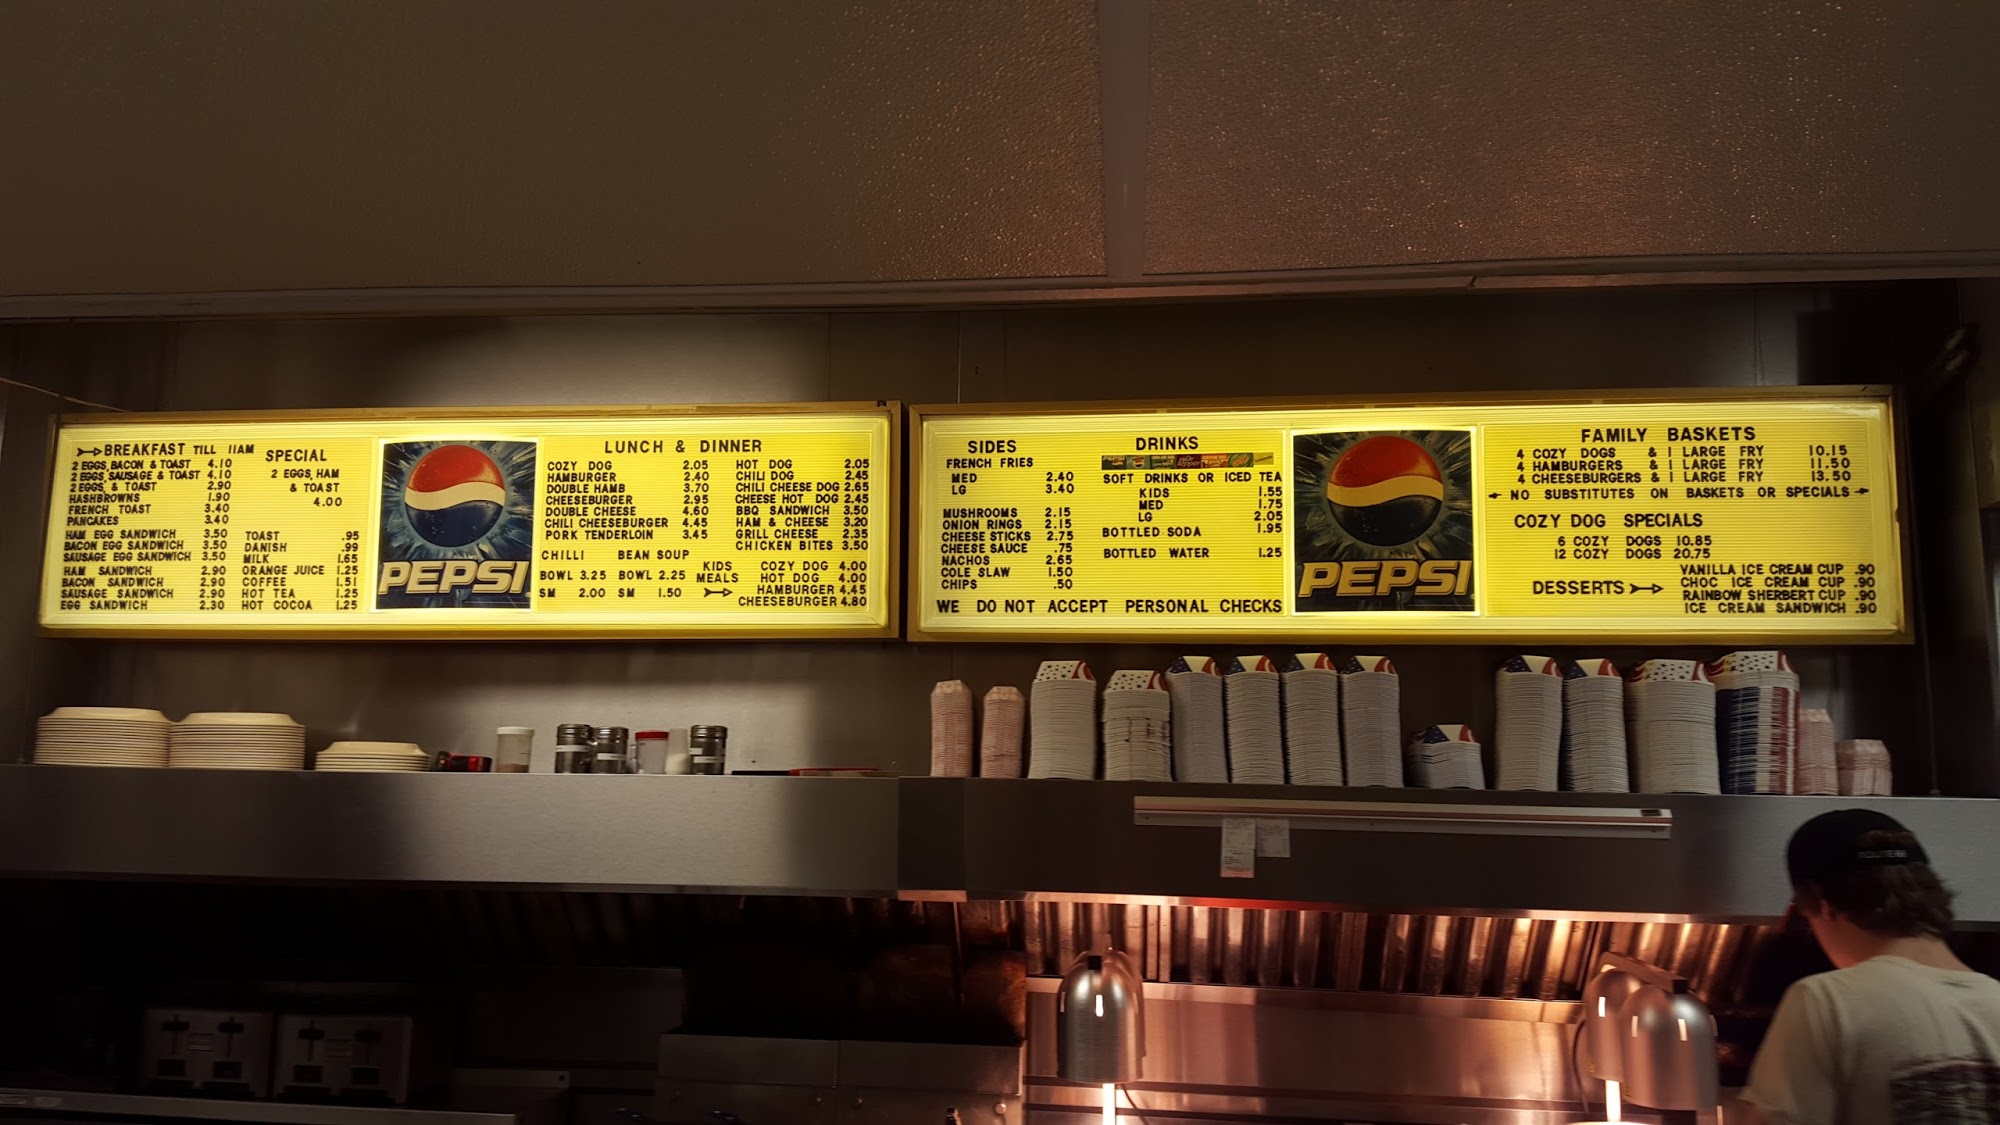 BREAKFAST TILL 11AM
2 EGGS, BACON & TOAST 4.10
2 EGGS, SAUSAGE & TOAST 4.10
2 EGGS, & TOAST 2.90
HASHBROWNS 1.90
FRENCH TOAST 3.40
PANCAKES 3.40
HAM EGG SANDWICH 3.50
BACON EGG SANDWICH 3.50
SAUSAGE EGG SANDWICH 3.50
HAM SANDWICH 2.90
BACON SANDWICH 2.90
SAUSAGE SANDWICH 2.90
EGG SANDWICH 2.30
SPECIAL
2 EGGS, HAM
& TOAST
4.00
TOAST .95
DANISH .99
MILK 1.65
ORANGE JUICE 1.25
COFFEE 1.51
HOT TEA 1.25
HOT COCOA 1.25
PEPSI
LUNCH & DINNER
COZY DOG 2.05
HAMBURGER 2.40
DOUBLE HAMB 3.70
CHEESEBURGER 2.95
DOUBLE CHEESE 4.60
CHILI CHEESEBURGER 4.45
PORK TENDERLOIN 3.45
HOT DOG 2.05
CHILI DOG 2.45
CHILI CHEESE DOG 2.65
CHEESE HOT DOG 2.45
BBQ SANDWICH 3.50
HAM & CHEESE 3.20
GRILL CHEESE 2.35
CHICKEN BITES 3.50
CHILLI BEAN SOUP
BOWL 3.25 BOWL 2.25
SM 2.00 SM 1.50
KIDS
MEALS
COZY DOG 4.00
HOT DOG 4.00
HAMBURGER 4.45
CHEESEBURGER 4.80
SIDES
FRENCH FRIES
MED 2.40
LG 3.40
MUSHROOMS 2.15
ONION RINGS 2.15
CHEESE STICKS 2.75
CHEESE SAUCE .75
NACHOS 2.65
COLE SLAW 1.50
CHIPS .50
DRINKS
SOFT DRINKS OR ICED TEA
KIDS 1.55
MED 1.75
LG 2.05
BOTTLED SODA 1.95
BOTTLED WATER 1.25
WE DO NOT ACCEPT PERSONAL CHECKS
PEPSI
FAMILY BASKETS
4 COZY DOGS & 1 LARGE FRY 10.15
4 HAMBURGERS & 1 LARGE FRY 11.50
4 CHEESEBURGERS & 1 LARGE FRY 13.50
NO SUBSTITUTES ON BASKETS OR SPECIALS
COZY DOG SPECIALS
6 COZY DOGS 10.85
12 COZY DOGS 20.75
DESSERTS
VANILLA ICE CREAM CUP .90
CHOC ICE CREAM CUP .90
RAINBOW SHERBERT CUP .90
ICE CREAM SANDWICH .90